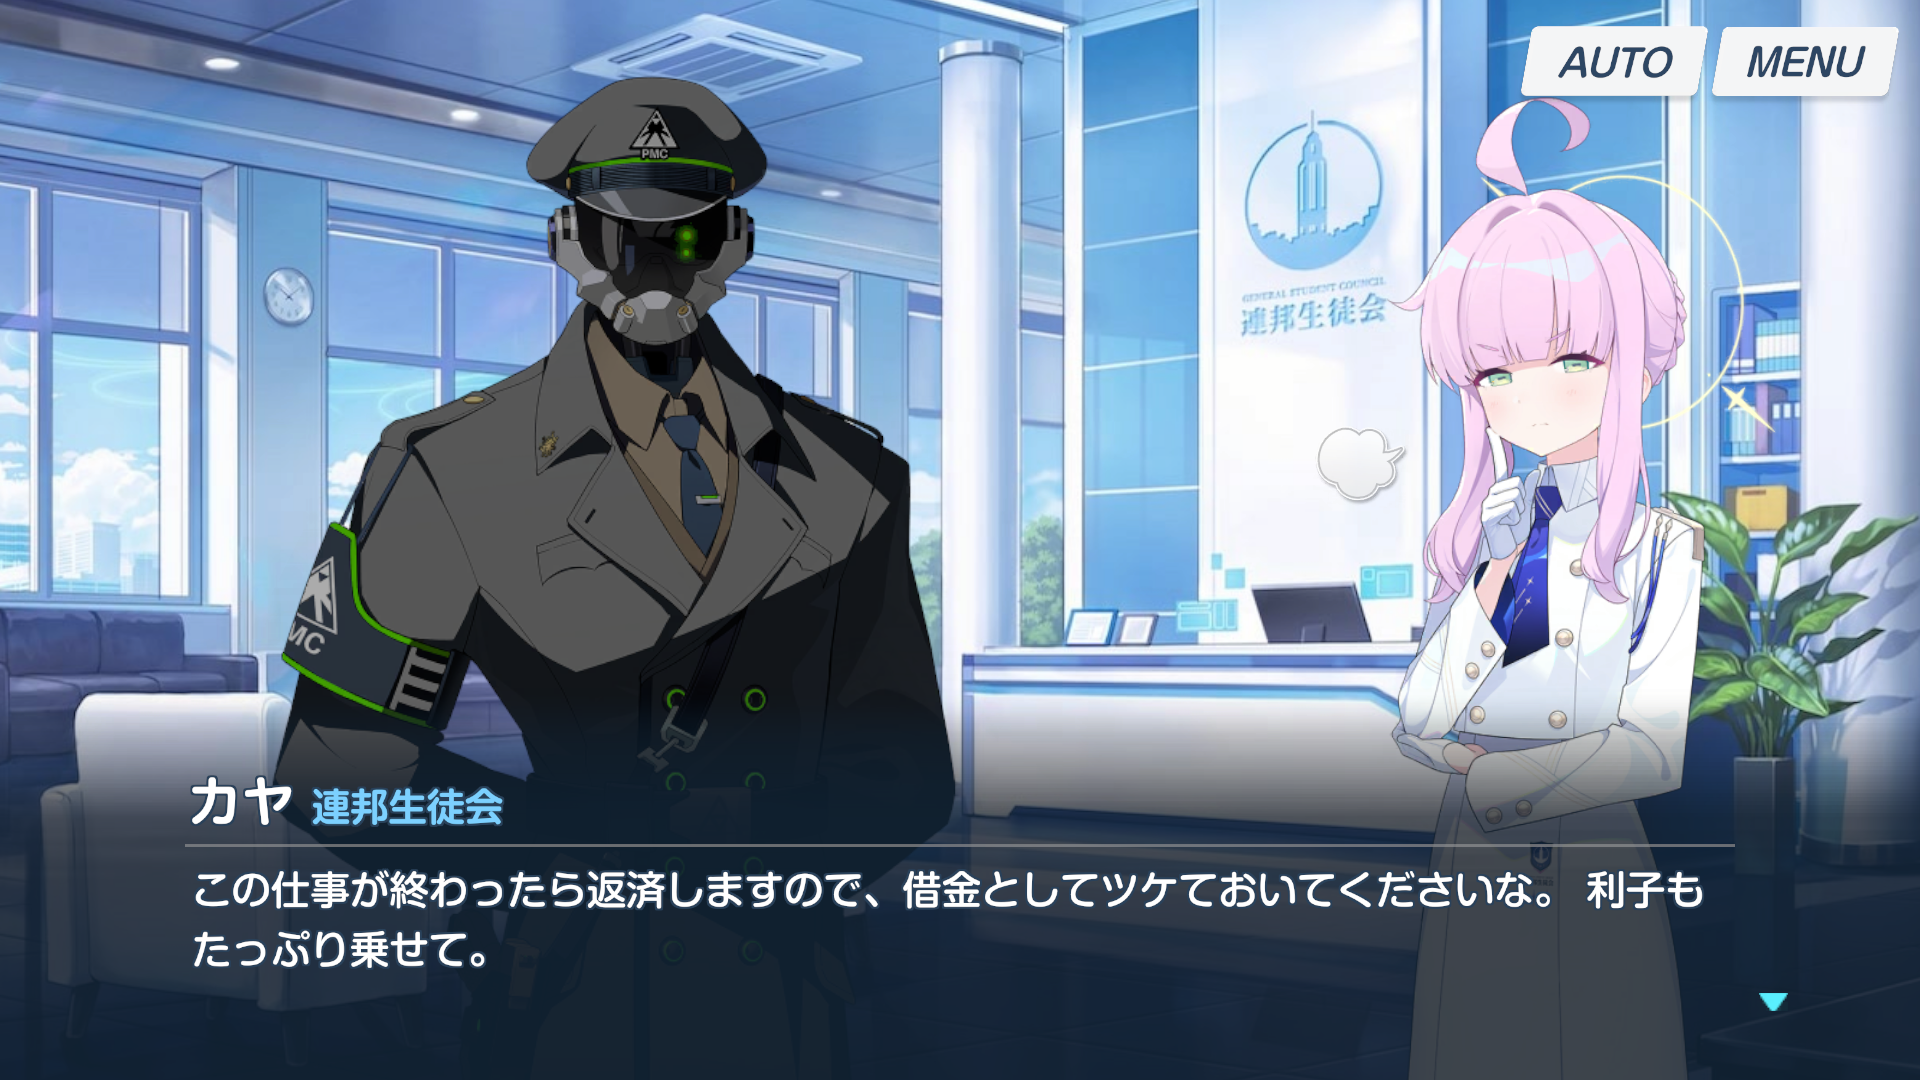 AUTO
MENU
PMC
GENERAL STUDENT COUNCIL
連邦生徒会
MC
カヤ 連邦生徒会
この仕事が終わったら返済しますので、借金としてツケておいてくださいな。 利子も
たっぷり乗せて。